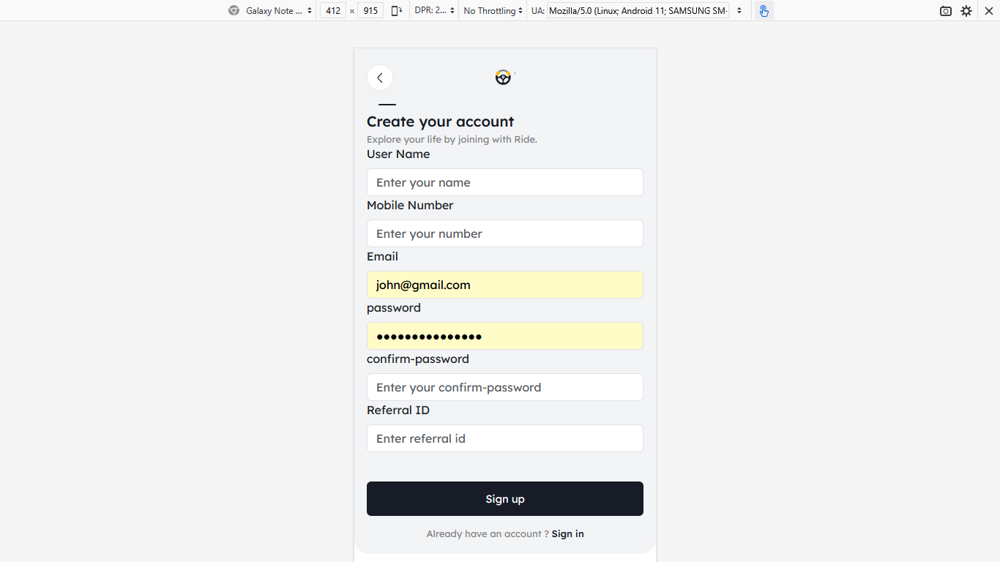 Galaxy Note ... 412 × 915 DPR: 2... No Throttling UA: Mozilla/5.0 (Linux; Android 11; SAMSUNG SM-
Create your account
Explore your life by joining with Ride.
User Name
Enter your name
Mobile Number
Enter your number
Email
john@gmail.com
password
●●●●●●●●●●●●●●●
confirm-password
Enter your confirm-password
Referral ID
Enter referral id
Sign up
Already have an account ? Sign in